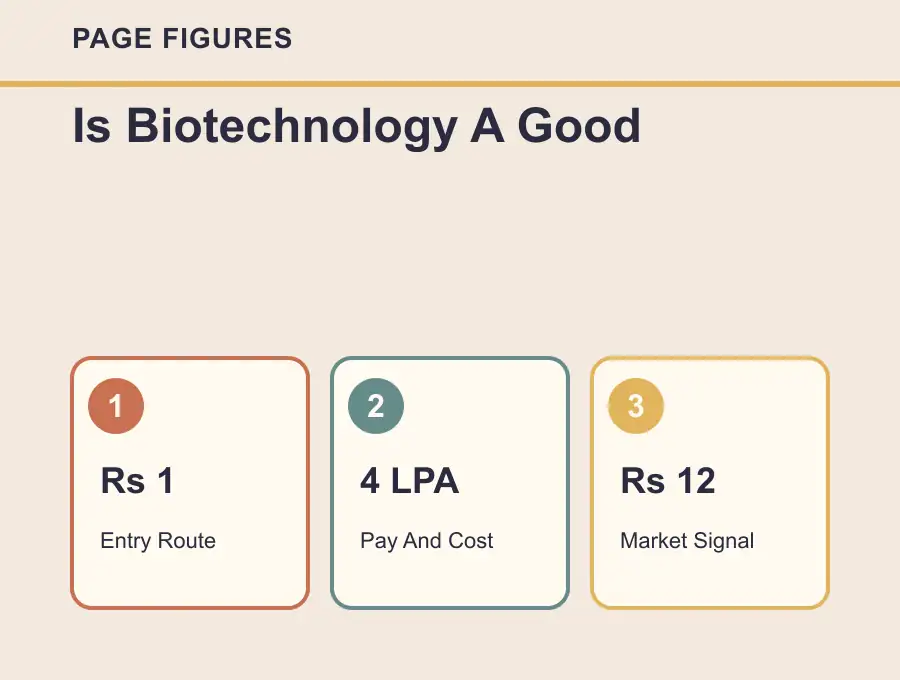 PAGE FIGURES
Is Biotechnology A Good
1
Rs 1
Entry Route
2
4 LPA
Pay And Cost
3
Rs 12
Market Signal